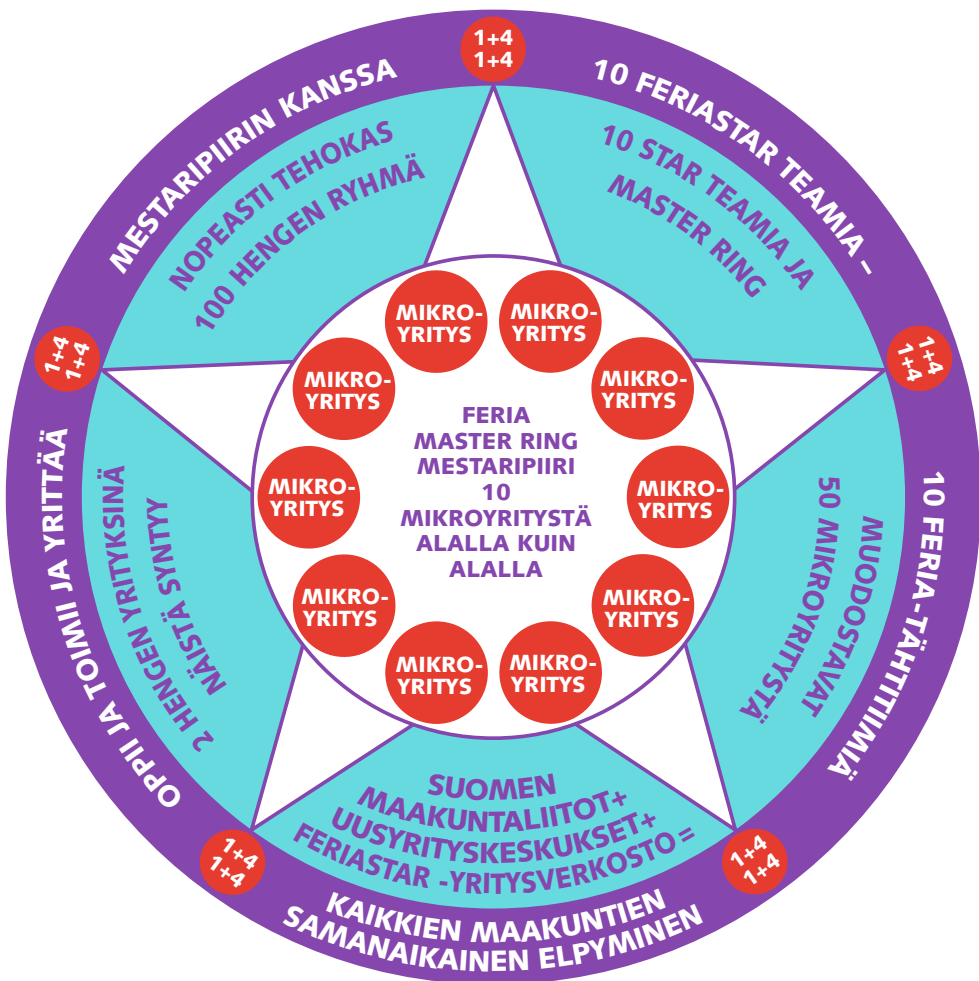 1+4
1+4
10 FERIASTAR TEAMIA –
1+4
1+4
10 FERIA-TÄHTITIIMIÄ
1+4
1+4
KAIKKIEN MAAKUNTIEN
SAMANAIKAINEN ELPYMINEN
1+4
1+4
OPPII JA TOIMII JA YRITTÄÄ
1+4
1+4
MESTARIPIIRIN KANSSA
10 STAR TEAMIA JA
MASTER RING
MUODOSTAVAT
50 MIKROYRITYSTÄ
SUOMEN
MAAKUNTALIITOT+
UUSYRITYSKESKUKSET+
FERIASTAR -YRITYSVERKOSTO =
2 HENGEN YRITYKSINÄ
NÄISTÄ SYNTYY
NOPEASTI TEHOKAS
100 HENGEN RYHMÄ
MIKRO-
YRITYS
MIKRO-
YRITYS
MIKRO-
YRITYS
MIKRO-
YRITYS
MIKRO-
YRITYS
MIKRO-
YRITYS
MIKRO-
YRITYS
MIKRO-
YRITYS
MIKRO-
YRITYS
MIKRO-
YRITYS
FERIA
MASTER RING
MESTARIPIIRI
10
MIKROYRITYSTÄ
ALALLA KUIN
ALALLA